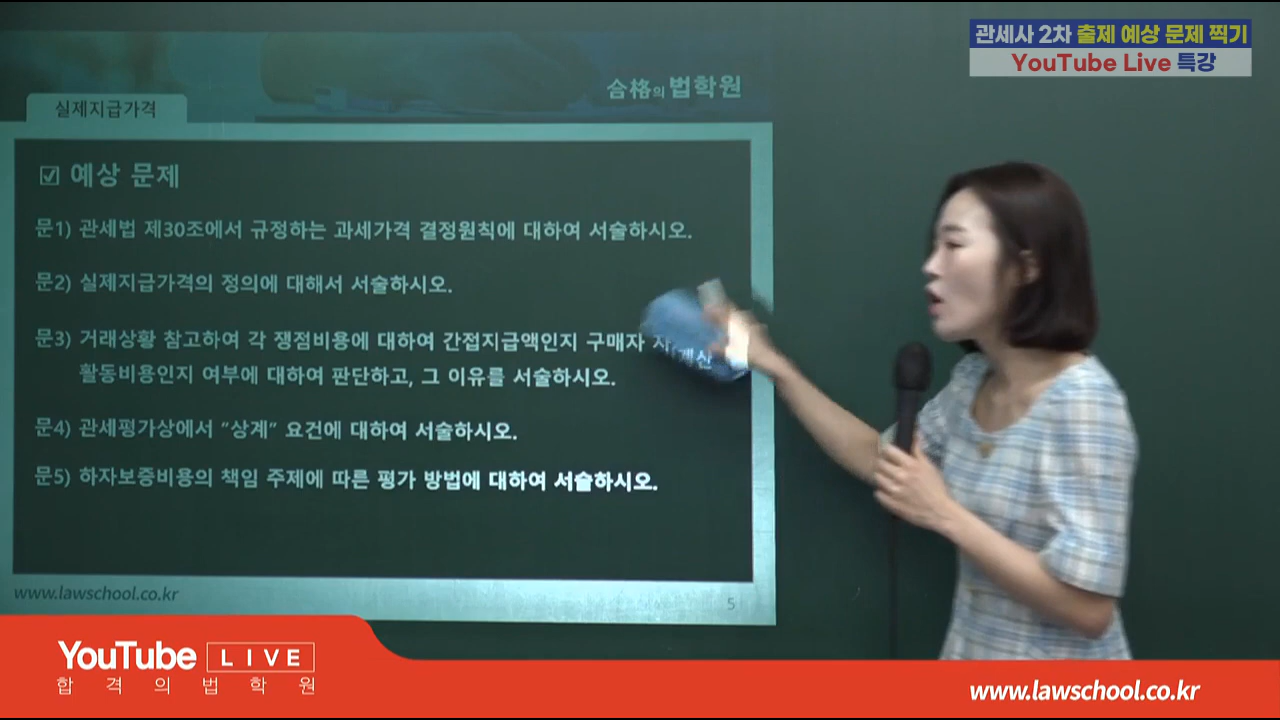 관세사 2차 출제 예상 문제 찍기
YouTube Live 특강
合格의 법학원
실제지급가격
☑ 예상 문제
문1) 관세법 제30조에서 규정하는 과세가격 결정원칙에 대하여 서술하시오.
문2) 실제지급가격의 정의에 대해서 서술하시오.
문3) 거래상황 참고하여 각 쟁점비용에 대하여 간접지급액인지 구매자
활동비용인지 여부에 대하여 판단하고, 그 이유를 서술하시오.
문4) 관세평가상에서 "상계" 요건에 대하여 서술하시오.
문5) 하자보증비용의 책임 주제에 따른 평가 방법에 대하여 서술하시오.
www.lawschool.co.kr
5
YouTube LIVE
합격의법학원
www.lawschool.co.kr